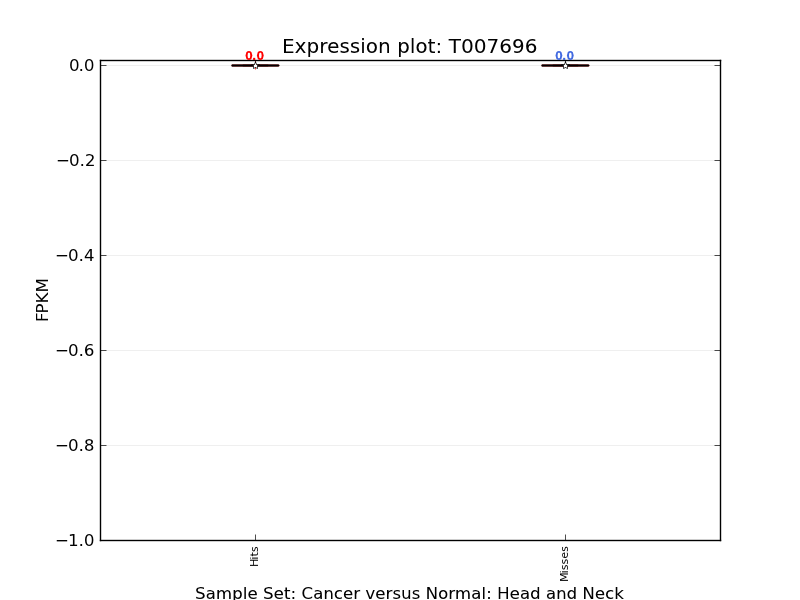 Expression plot: T007696
0.0 0.0
0.0
−0.2
−0.4
−0.6
−0.8
−1.0
FPKM
Hits
Misses
Sample Set: Cancer versus Normal: Head and Neck